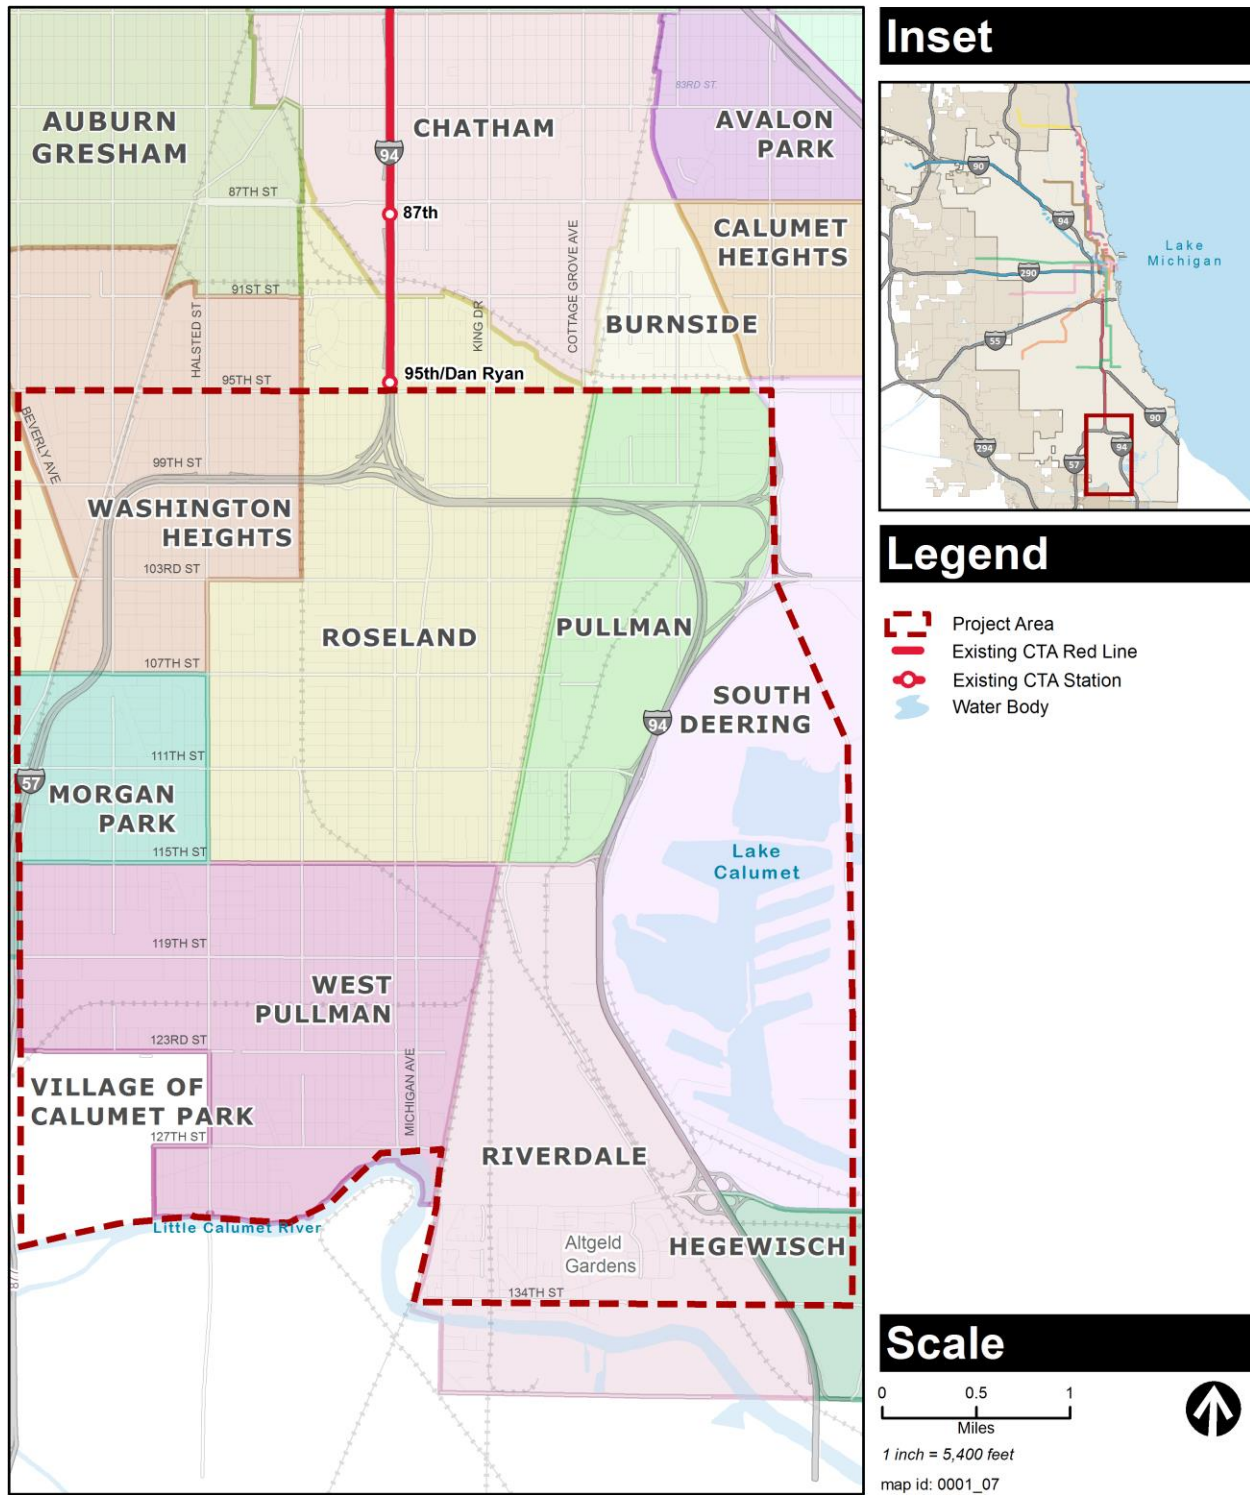 AUBURN
GRESHAM
CHATHAM
94
83RD ST
AVALON
PARK
87TH ST
87th
COTTAGE GROVE AVE
CALUMET
HEIGHTS
91ST ST
HALSTED ST
KING DR
BURNSIDE
95TH ST
95th/Dan Ryan
BEVERLY AVE
99TH ST
WASHINGTON
HEIGHTS
103RD ST
ROSELAND
PULLMAN
107TH ST
SOUTH
DEERING
94
111TH ST
57
MORGAN
PARK
115TH ST
Lake
Calumet
119TH ST
WEST
PULLMAN
123RD ST
MICHIGAN AVE
VILLAGE OF
CALUMET PARK
127TH ST
RIVERDALE
Little Calumet River
Altgeld
Gardens
HEGEWISCH
134TH ST
Inset
90
94
Lake
Michigan
290
55
90
294
94
57
Legend
Project Area
Existing CTA Red Line
Existing CTA Station
Water Body
Scale
0 0.5 1
Miles
1 inch = 5,400 feet
map id: 0001_07